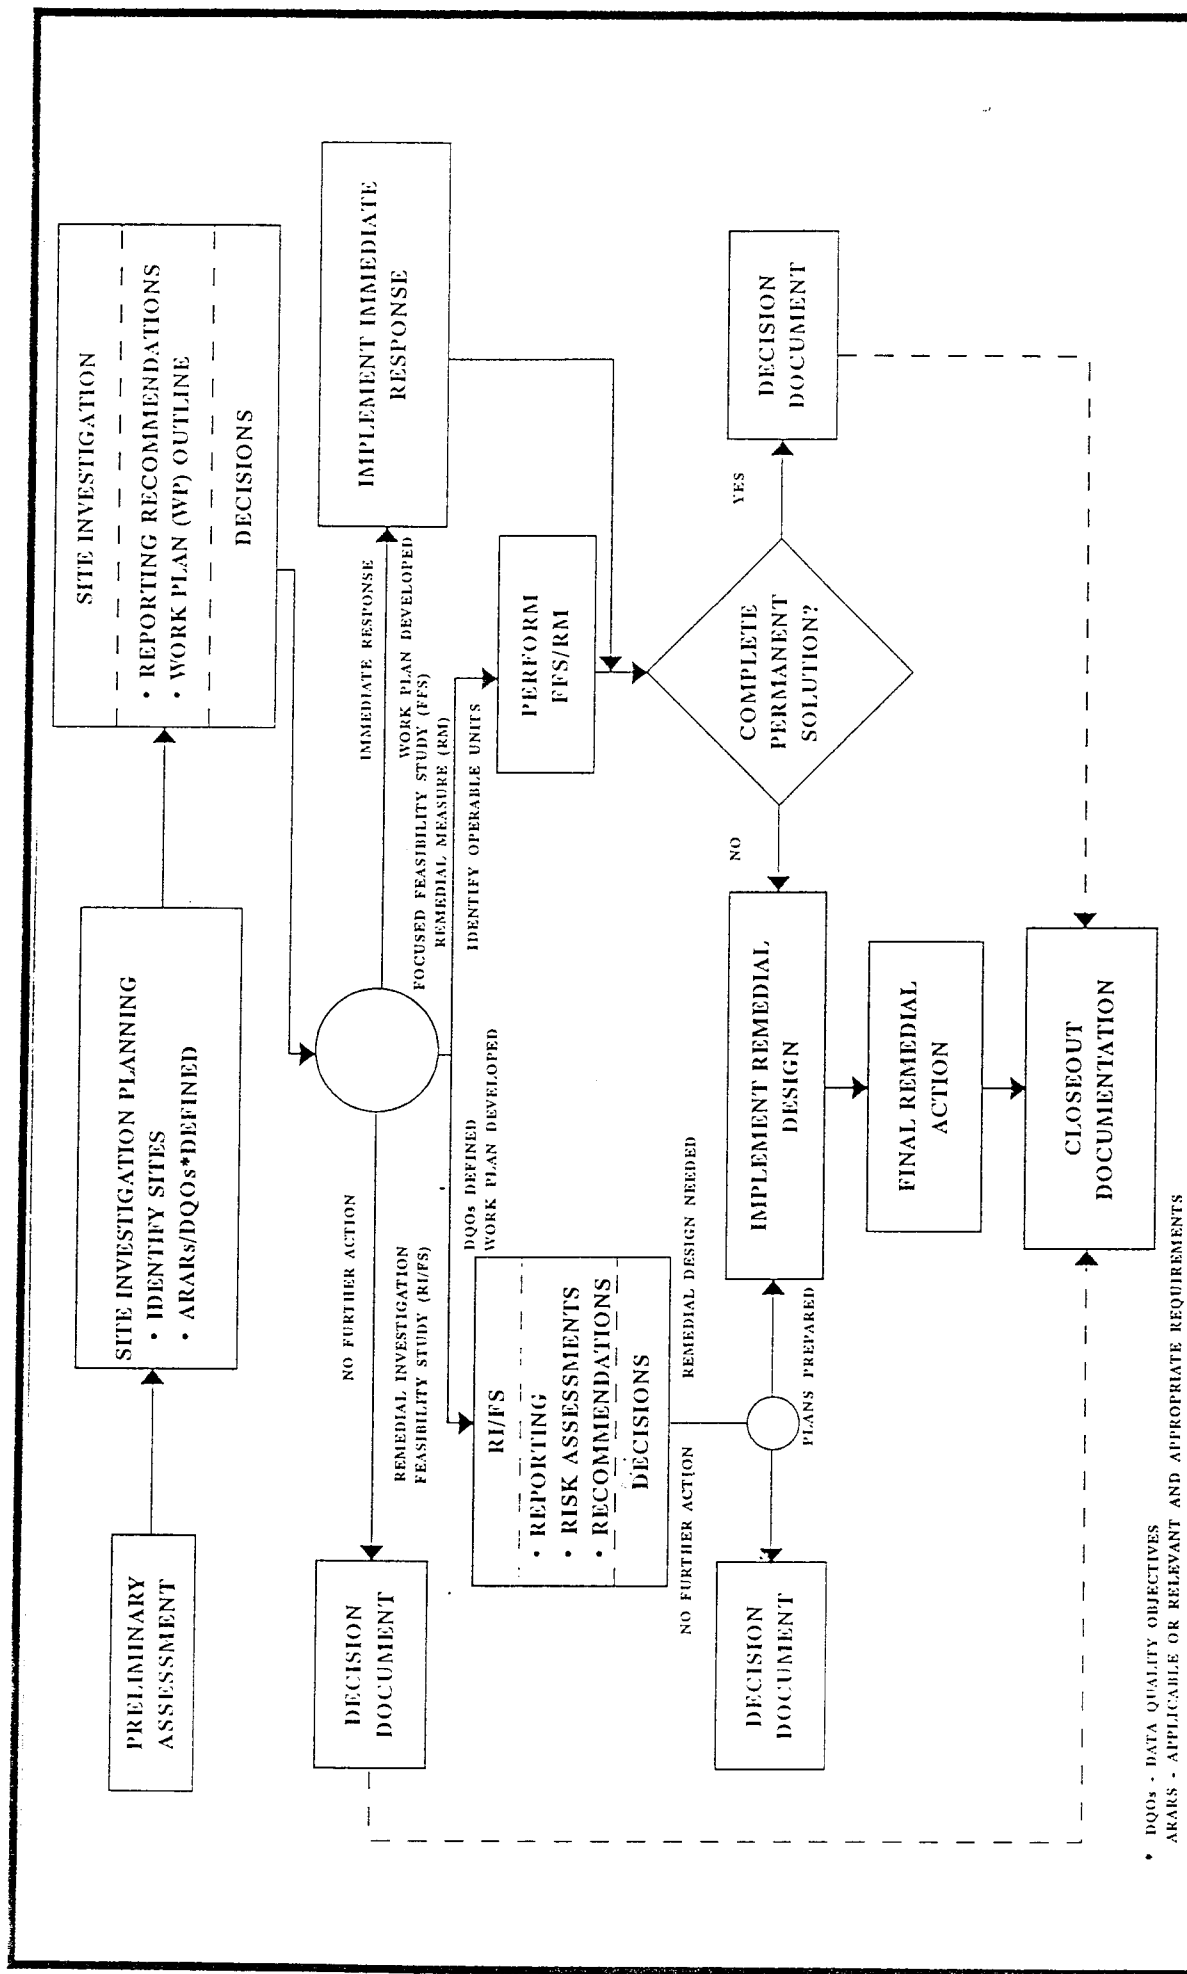 PRELIMINARY
ASSESSMENT
SITE INVESTIGATION PLANNING
• IDENTIFY SITES
• ARARs/DQOs*DEFINED
SITE INVESTIGATION
• REPORTING RECOMMENDATIONS
• WORK PLAN (WP) OUTLINE
DECISIONS
DECISION
DOCUMENT
NO FURTHER ACTION
IMMEDIATE RESPONSE
WORK PLAN DEVELOPED
IMPLEMENT IMMEDIATE
RESPONSE
REMEDIAL INVESTIGATION
FEASIBILITY STUDY (RI/FS)
FOCUSED FEASIBILITY STUDY (FFS)
REMEDIAL MEASURE (RM)
DQOs DEFINED
WORK PLAN DEVELOPED
IDENTIFY OPERABLE UNITS
RI/FS
• REPORTING
• RISK ASSESSMENTS
• RECOMMENDATIONS
DECISIONS
PERFORM
FFS/RM
NO FURTHER ACTION
REMEDIAL DESIGN NEEDED
NO
YES
DECISION
DOCUMENT
PLANS PREPARED
IMPLEMENT REMEDIAL
DESIGN
COMPLETE
PERMANENT
SOLUTION?
DECISION
DOCUMENT
FINAL REMEDIAL
ACTION
CLOSEOUT
DOCUMENTATION
* DQOs - DATA QUALITY OBJECTIVES
ARARS - APPLICABLE OR RELEVANT AND APPROPRIATE REQUIREMENTS